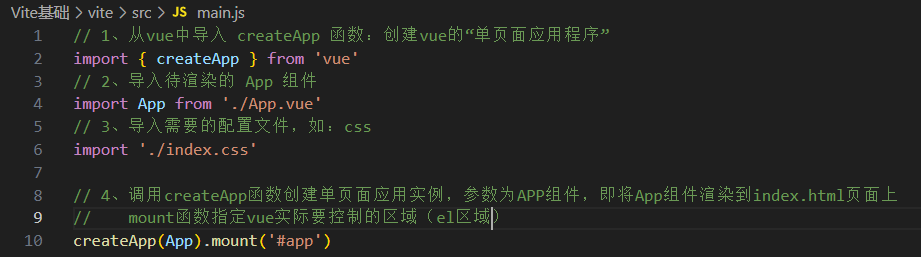 Vite基础 > vite > src > JS main.js
1 // 1、从vue中导入 createApp 函数：创建vue的“单页面应用程序”
2 import { createApp } from 'vue'
3 // 2、导入待渲染的 App 组件
4 import App from './App.vue'
5 // 3、导入需要的配置文件，如：css
6 import './index.css'
7
8 // 4、调用createApp函数创建单页面应用实例，参数为APP组件，即将App组件渲染到index.html页面上
9 //    mount函数指定vue实际要控制的区域（el区域）
10 createApp(App).mount('#app')